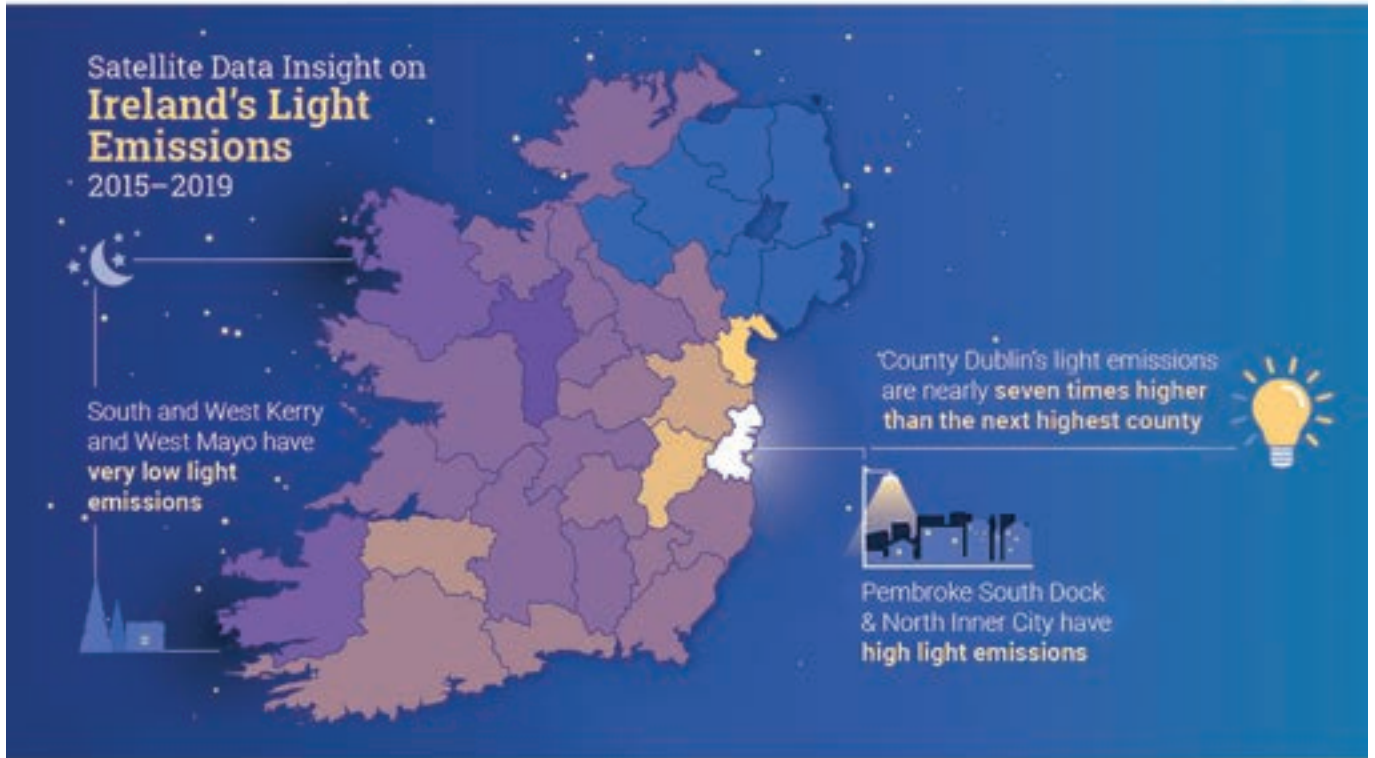 Satellite Data Insight on
Ireland's Light
Emissions
2015–2019
South and West Kerry
and West Mayo have
very low light
emissions
County Dublin's light emissions
are nearly seven times higher
than the next highest county
Pembroke South Dock
& North Inner City have
high light emissions